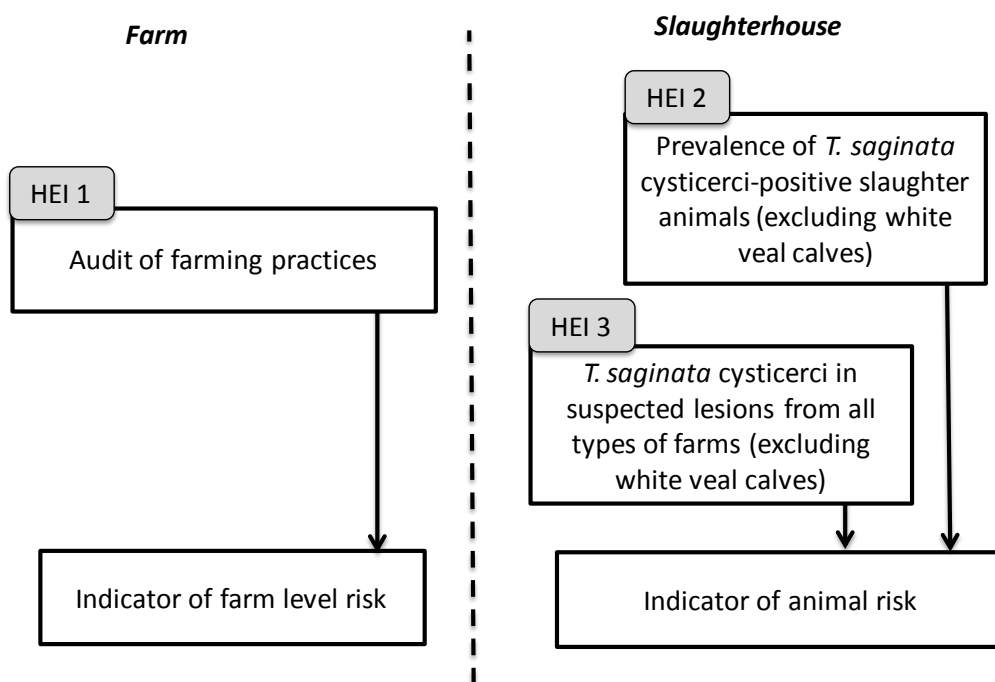 Farm
HEI 1
Audit of farming practices
Indicator of farm level risk
Slaughterhouse
HEI 2
Prevalence of T. saginata
cysticerci-positive slaughter
animals (excluding white
veal calves)
HEI 3
T. saginata cysticerci in
suspected lesions from all
types of farms (excluding
white veal calves)
Indicator of animal risk